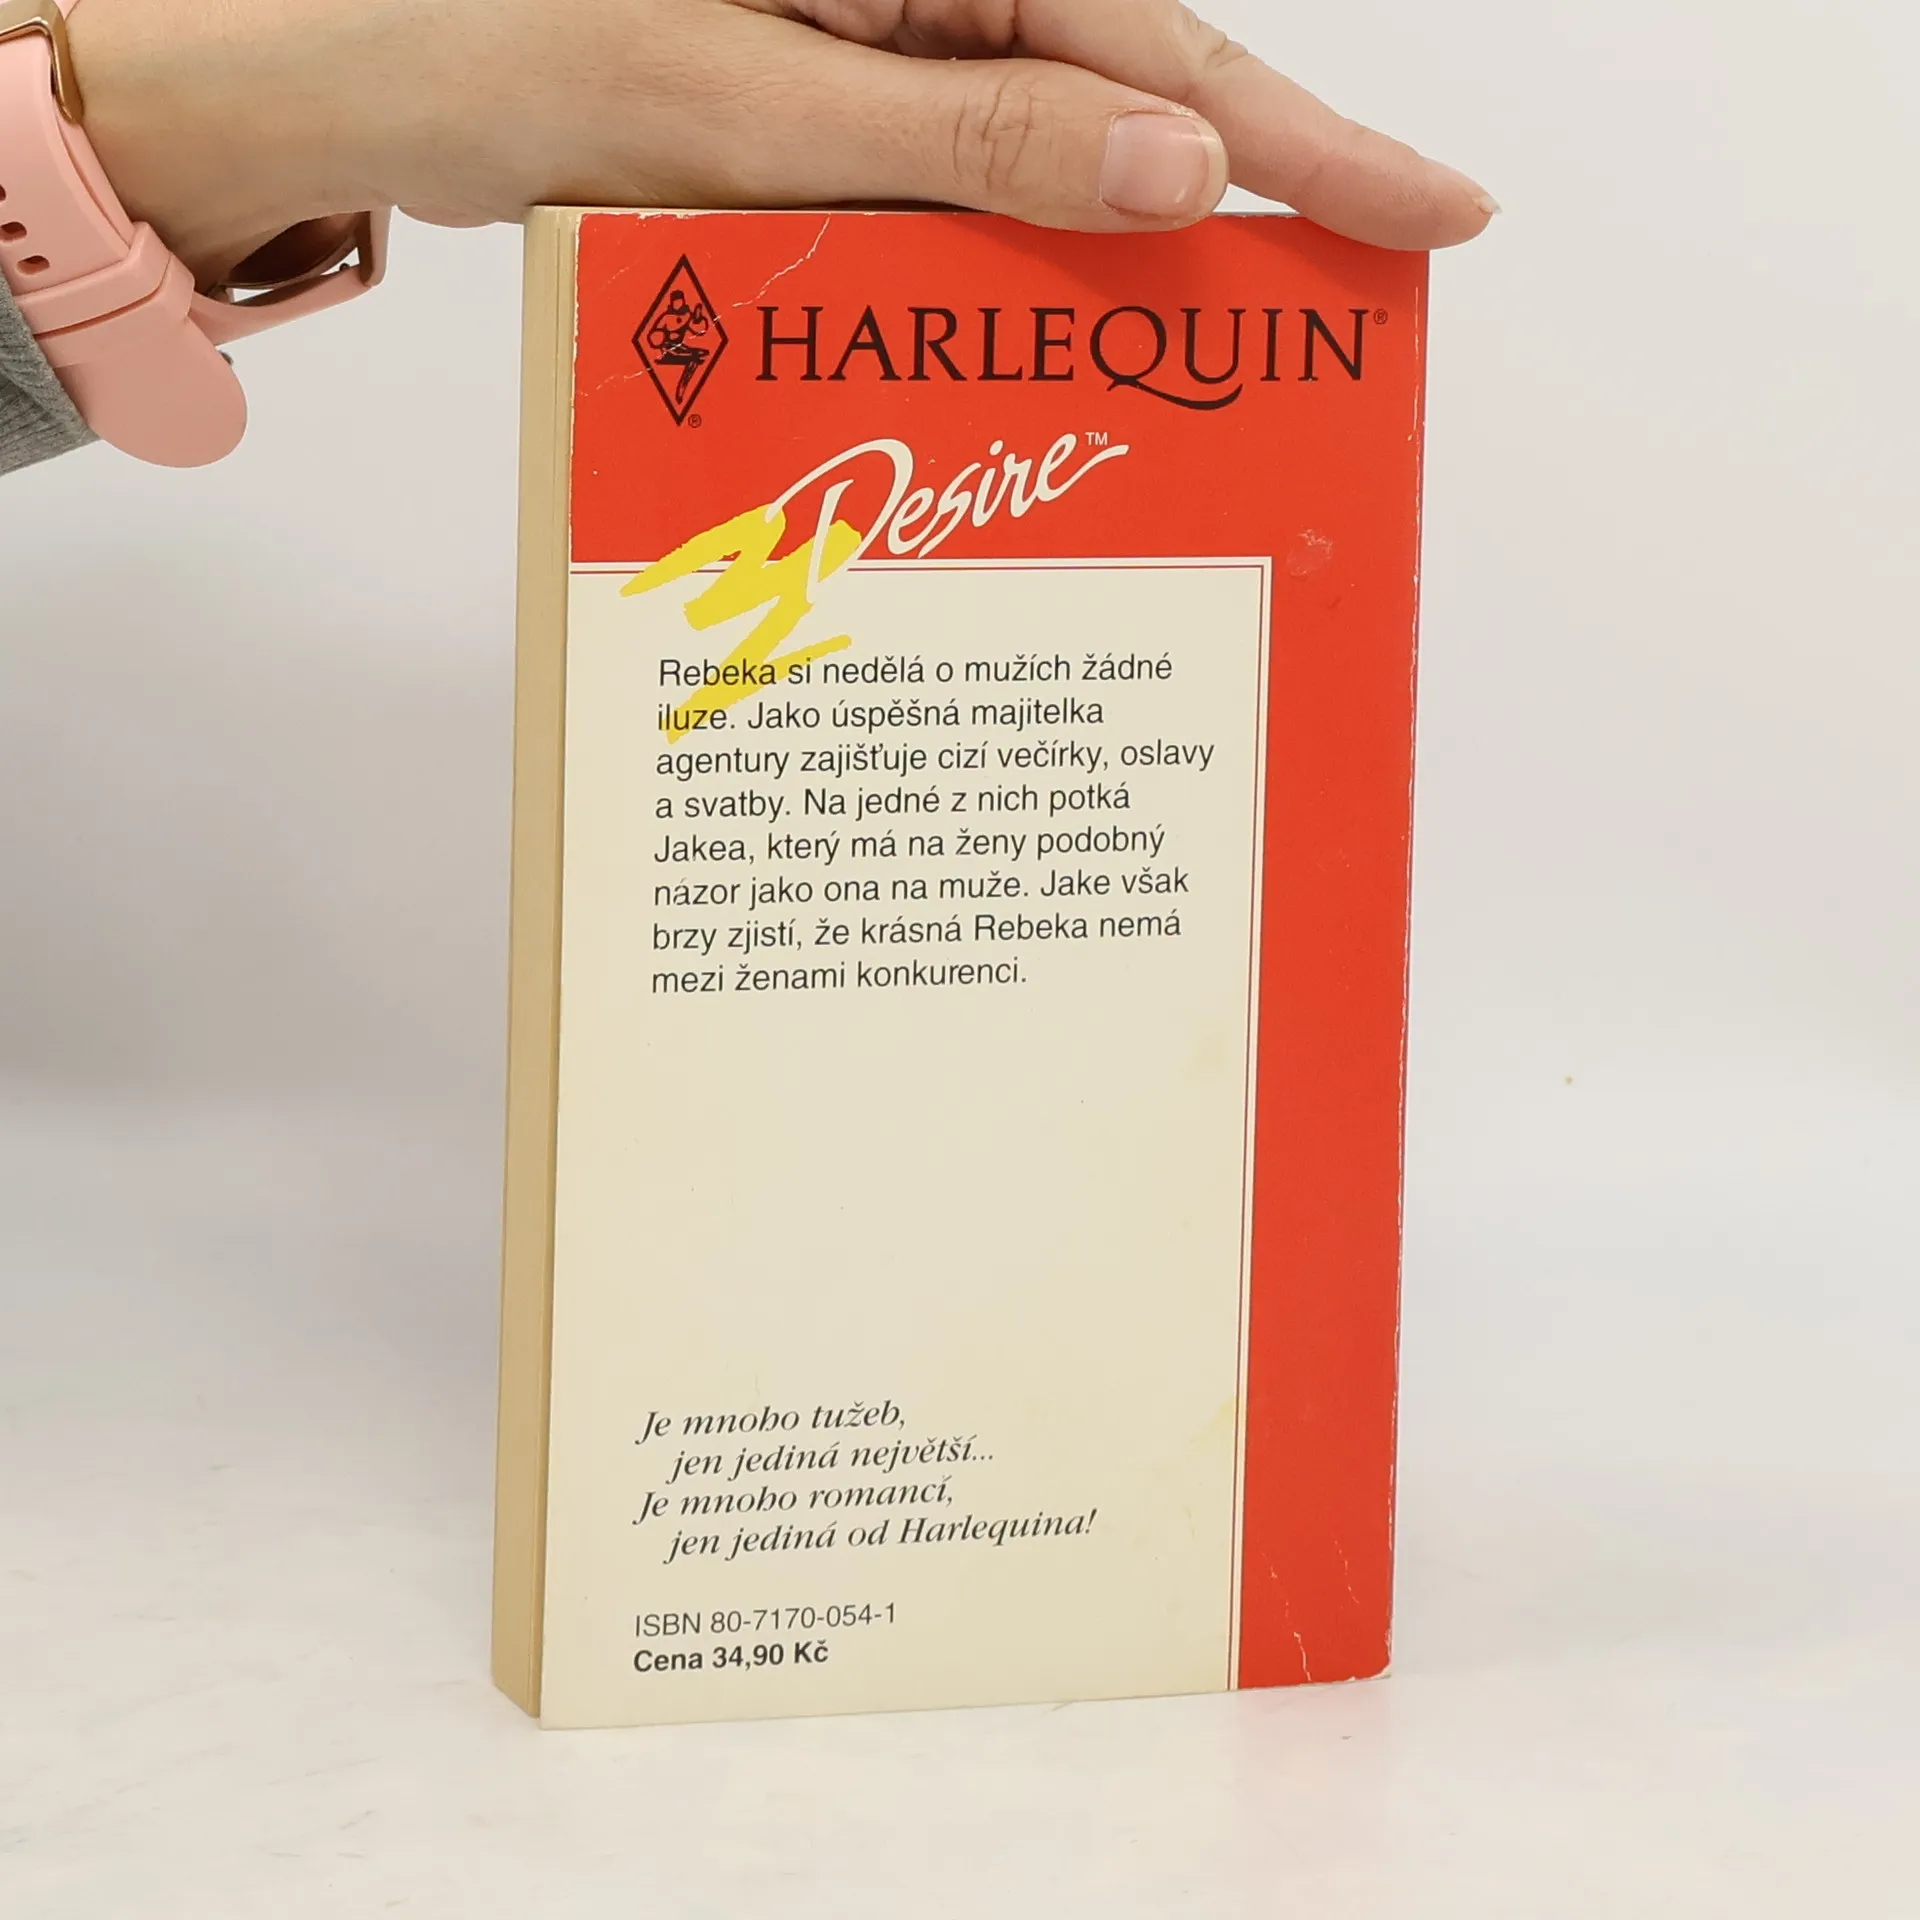 HARLEQUIN®
®
Desire™
Rebeka si nedělá o mužích žádné
iluze. Jako úspěšná majitelka
agentury zajišťuje cizí večírky, oslavy
a svatby. Na jedné z nich potká
Jakea, který má na ženy podobný
názor jako ona na muže. Jake však
brzy zjistí, že krásná Rebeka nemá
mezi ženami konkurenci.
Je mnoho tužeb,
jen jediná největší...
Je mnoho romancí,
jen jediná od Harlequina!
ISBN 80-7170-054-1
Cena 34,90 Kč